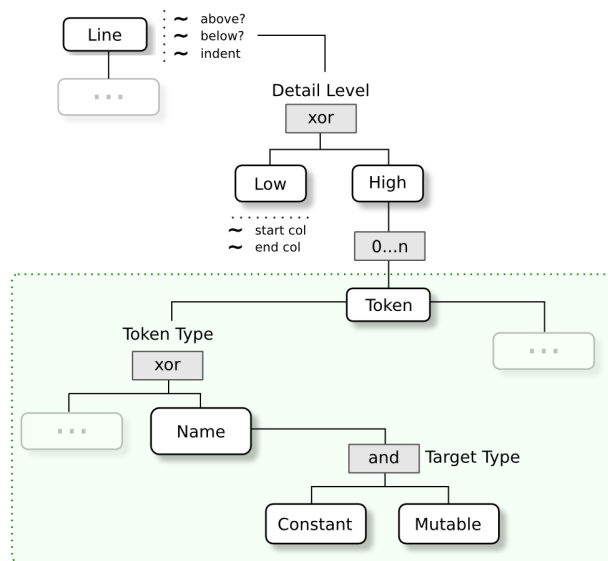 Line
~ above?
~ below?
~ indent
...
Detail Level
xor
Low
High
~ start col
~ end col
0...n
Token
Token Type
...
xor
...
Name
and
Target Type
Constant
Mutable